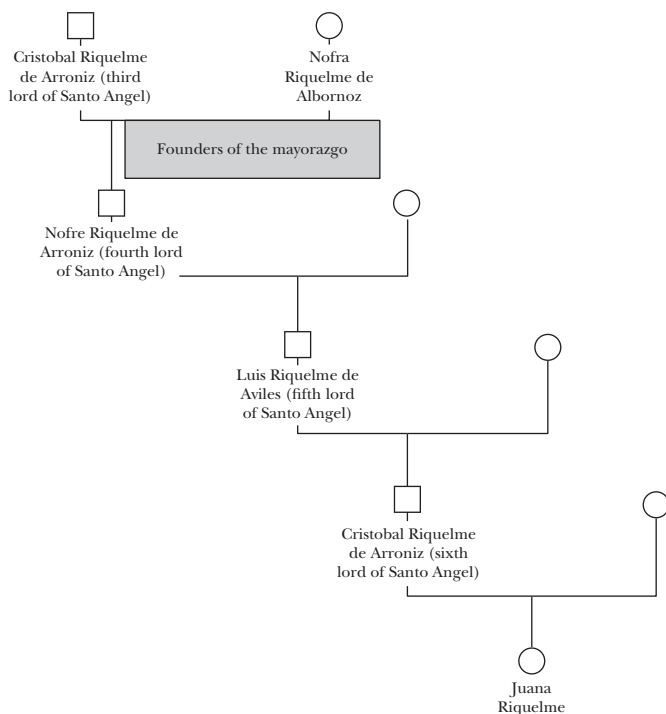 Cristobal Riquelme
de Arroniz (third
lord of Santo Angel)
Nofra
Riquelme de
Albornoz
Founders of the mayorazgo
Nofre Riquelme de
Arroniz (fourth lord
of Santo Angel)
Luis Riquelme de
Aviles (fifth lord
of Santo Angel)
Cristobal Riquelme
de Arroniz (sixth
lord of Santo Angel)
Juana
Riquelme